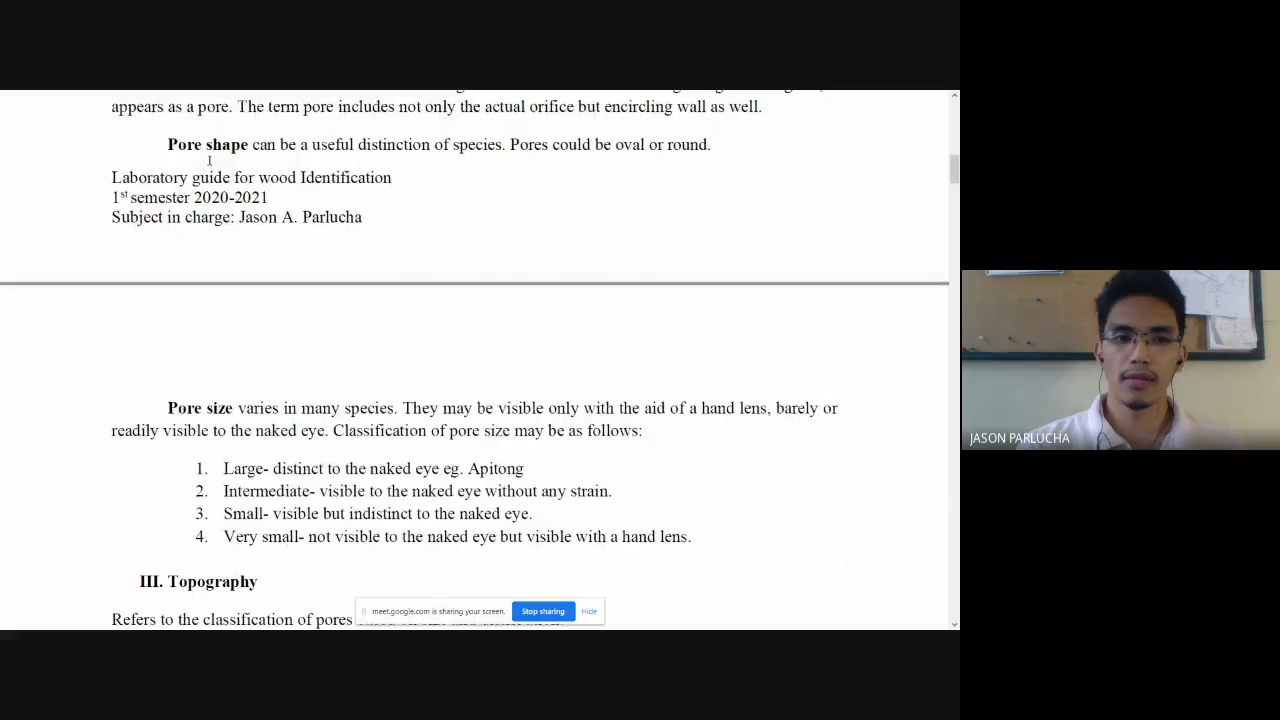 appears as a pore. The term pore includes not only the actual orifice but encircling wall as well.
Pore shape can be a useful distinction of species. Pores could be oval or round.
Laboratory guide for wood Identification
1st semester 2020-2021
Subject in charge: Jason A. Parlucha
Pore size varies in many species. They may be visible only with the aid of a hand lens, barely or
readily visible to the naked eye. Classification of pore size may be as follows:
1. Large- distinct to the naked eye eg. Apitong
2. Intermediate- visible to the naked eye without any strain.
3. Small- visible but indistinct to the naked eye.
4. Very small- not visible to the naked eye but visible with a hand lens.
III. Topography
Refers to the classification of pores
meet.google.com is sharing your screen. Stop sharing Hide
JASON PARLUCHA